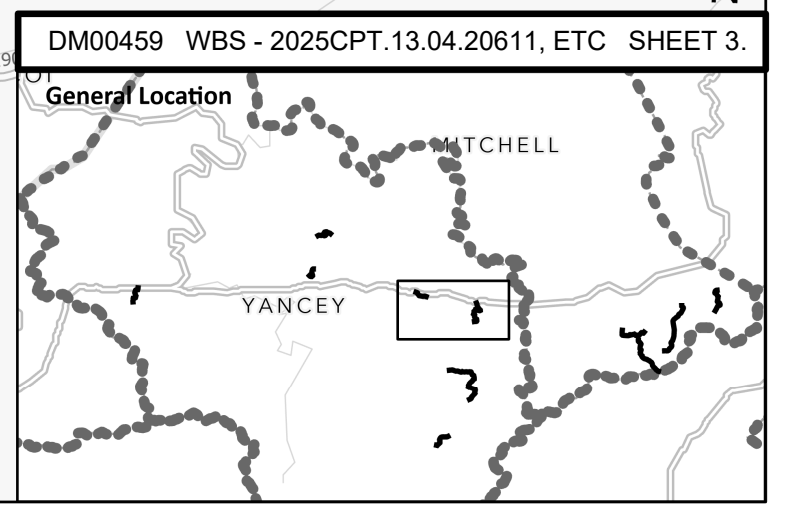 DM00459 WBS - 2025CPT.13.04.20611, ETC SHEET 3.
General Location
MITCHELL
YANCEY